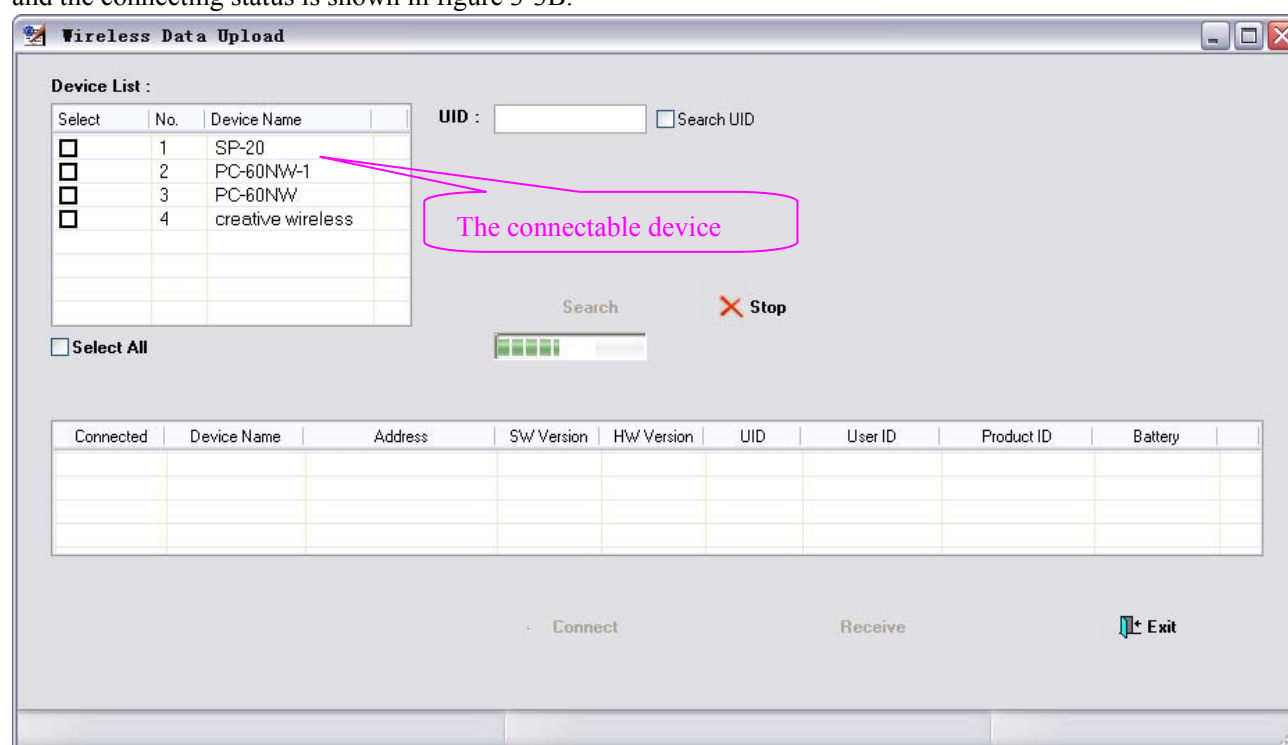 and the connecting status is shown in figure 3-3B.
Wireless Data Upload
Device List :
Select No. Device Name
UID :
Search UID
1 SP-20
2 PC-60NW-1
3 PC-60NW
4 creative wireless
The connectable device
Search
Stop
Select All
Connected Device Name Address SW Version HW Version UID User ID Product ID Battery
Connect
Receive
Exit